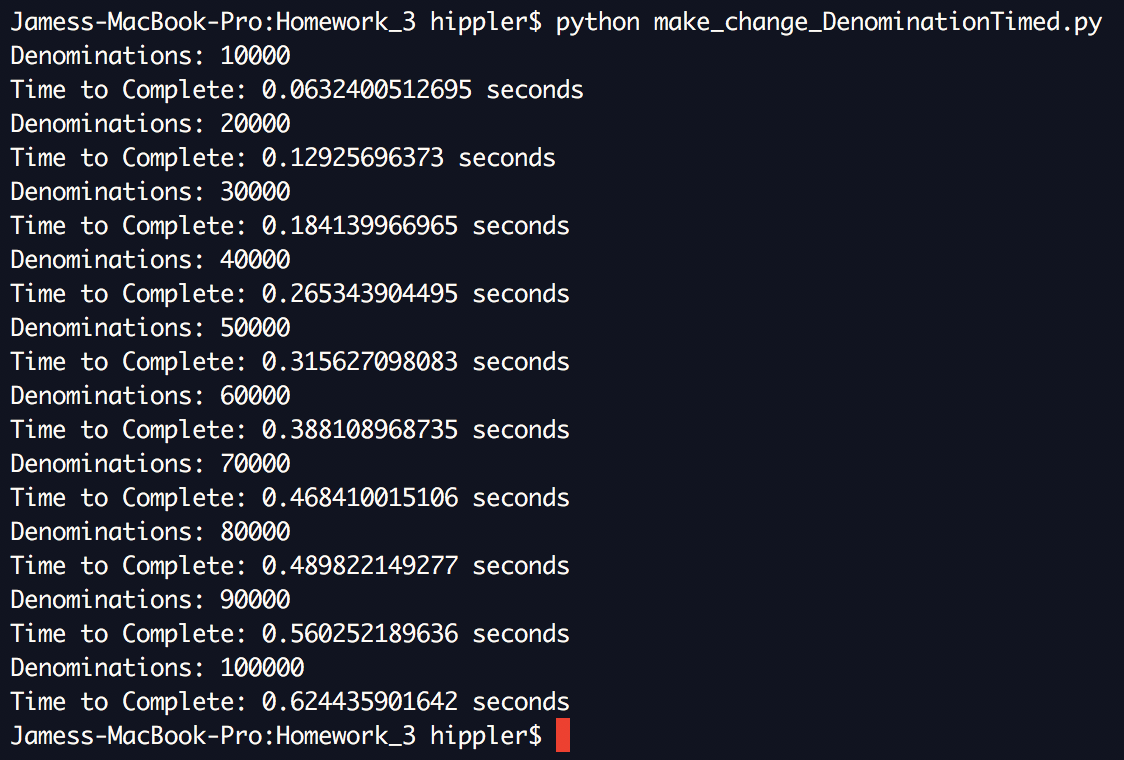 Jamess-MacBook-Pro:Homework_3 hippler$ python make_change_DenominationTimed.py
Denominations: 10000
Time to Complete: 0.0632400512695 seconds
Denominations: 20000
Time to Complete: 0.12925696373 seconds
Denominations: 30000
Time to Complete: 0.184139966965 seconds
Denominations: 40000
Time to Complete: 0.265343904495 seconds
Denominations: 50000
Time to Complete: 0.315627098083 seconds
Denominations: 60000
Time to Complete: 0.388108968735 seconds
Denominations: 70000
Time to Complete: 0.468410015106 seconds
Denominations: 80000
Time to Complete: 0.489822149277 seconds
Denominations: 90000
Time to Complete: 0.560252189636 seconds
Denominations: 100000
Time to Complete: 0.624435901642 seconds
Jamess-MacBook-Pro:Homework_3 hippler$